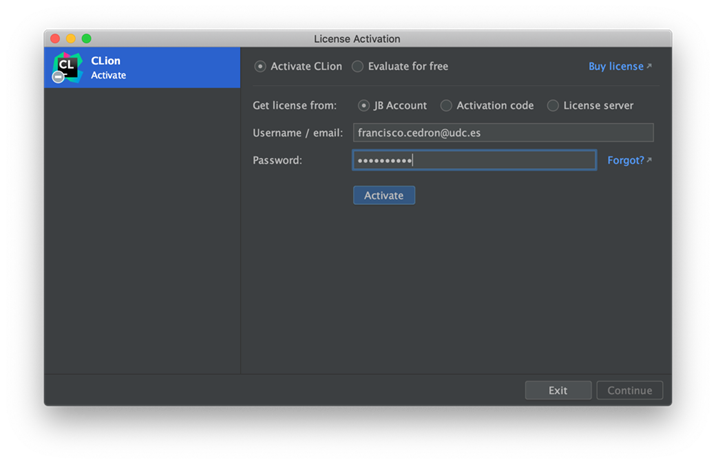 License Activation
CL
CLion
Activate
Activate CLion Evaluate for free Buy license
Get license from: JB Account Activation code License server
Username / email: francisco.cedron@udc.es
Password: •••••••••• Forgot?
Activate
Exit Continue